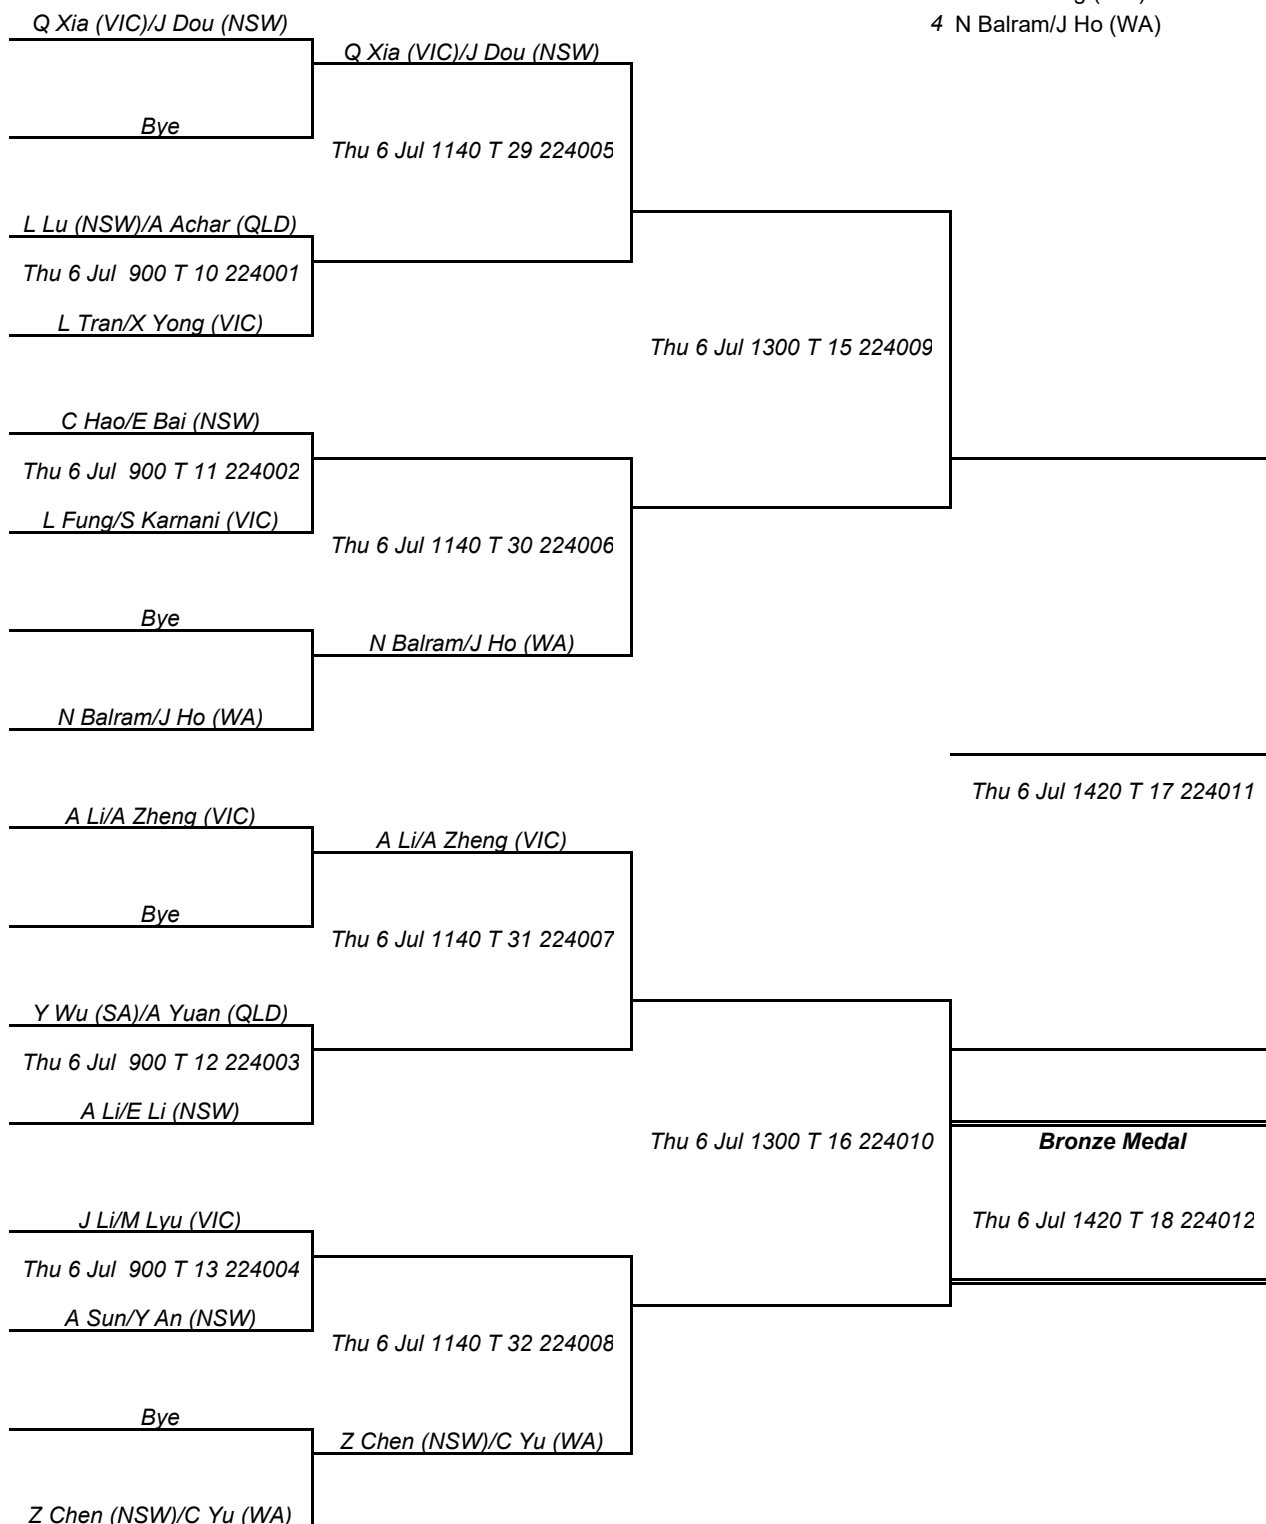 Q Xia (VIC)/J Dou (NSW)
4 N Balram/J Ho (WA)
Q Xia (VIC)/J Dou (NSW)
Bye
Thu 6 Jul 1140 T 29 224005
L Lu (NSW)/A Achar (QLD)
Thu 6 Jul 900 T 10 224001
L Tran/X Yong (VIC)
Thu 6 Jul 1300 T 15 224009
C Hao/E Bai (NSW)
Thu 6 Jul 900 T 11 224002
L Fung/S Karnani (VIC)
Thu 6 Jul 1140 T 30 224006
Bye
N Balram/J Ho (WA)
N Balram/J Ho (WA)
Thu 6 Jul 1420 T 17 224011
A Li/A Zheng (VIC)
A Li/A Zheng (VIC)
Bye
Thu 6 Jul 1140 T 31 224007
Y Wu (SA)/A Yuan (QLD)
Thu 6 Jul 900 T 12 224003
A Li/E Li (NSW)
Thu 6 Jul 1300 T 16 224010
Bronze Medal
J Li/M Lyu (VIC)
Thu 6 Jul 1420 T 18 224012
Thu 6 Jul 900 T 13 224004
A Sun/Y An (NSW)
Thu 6 Jul 1140 T 32 224008
Bye
Z Chen (NSW)/C Yu (WA)
Z Chen (NSW)/C Yu (WA)